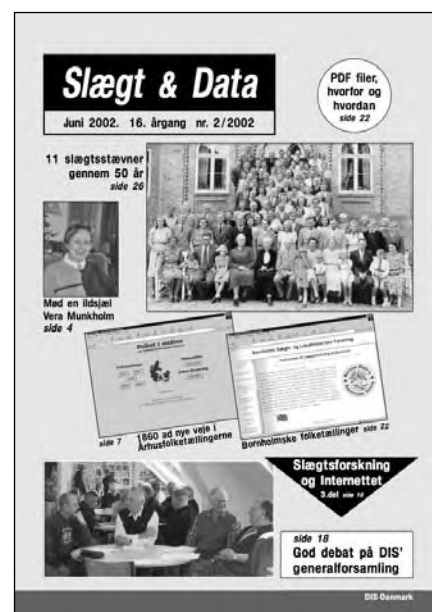 Slægt & Data
Juni 2002. 16. årgang nr. 2/2002
PDF filer,
hvorfor og
hvordan
side 22
11 slægtsstævner
gennem 50 år
side 26
Mød en ildsjæl
Vera Munkholm
side 4
side 7 1860 ad nye veje i
Århusfolketællingerne
Bornholmske folketællinger side 22
Slægtsforskning
og Internettet
3.del side 10
side 18
God debat på DIS'
generalforsamling
DIS-Danmark